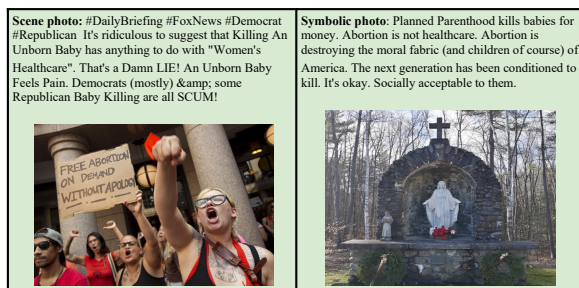 Scene photo: #DailyBriefing #FoxNews #Democrat
#Republican  It's ridiculous to suggest that Killing An
Unborn Baby has anything to do with "Women's
Healthcare". That's a Damn LIE! An Unborn Baby
Feels Pain. Democrats (mostly) &amp; some
Republican Baby Killing are all SCUM!
FREE ABORTION
ON DEMAND
WITHOUT APOLOGY
Symbolic photo: Planned Parenthood kills babies for
money. Abortion is not healthcare. Abortion is
destroying the moral fabric (and children of course) of
America. The next generation has been conditioned to
kill. It's okay. Socially acceptable to them.